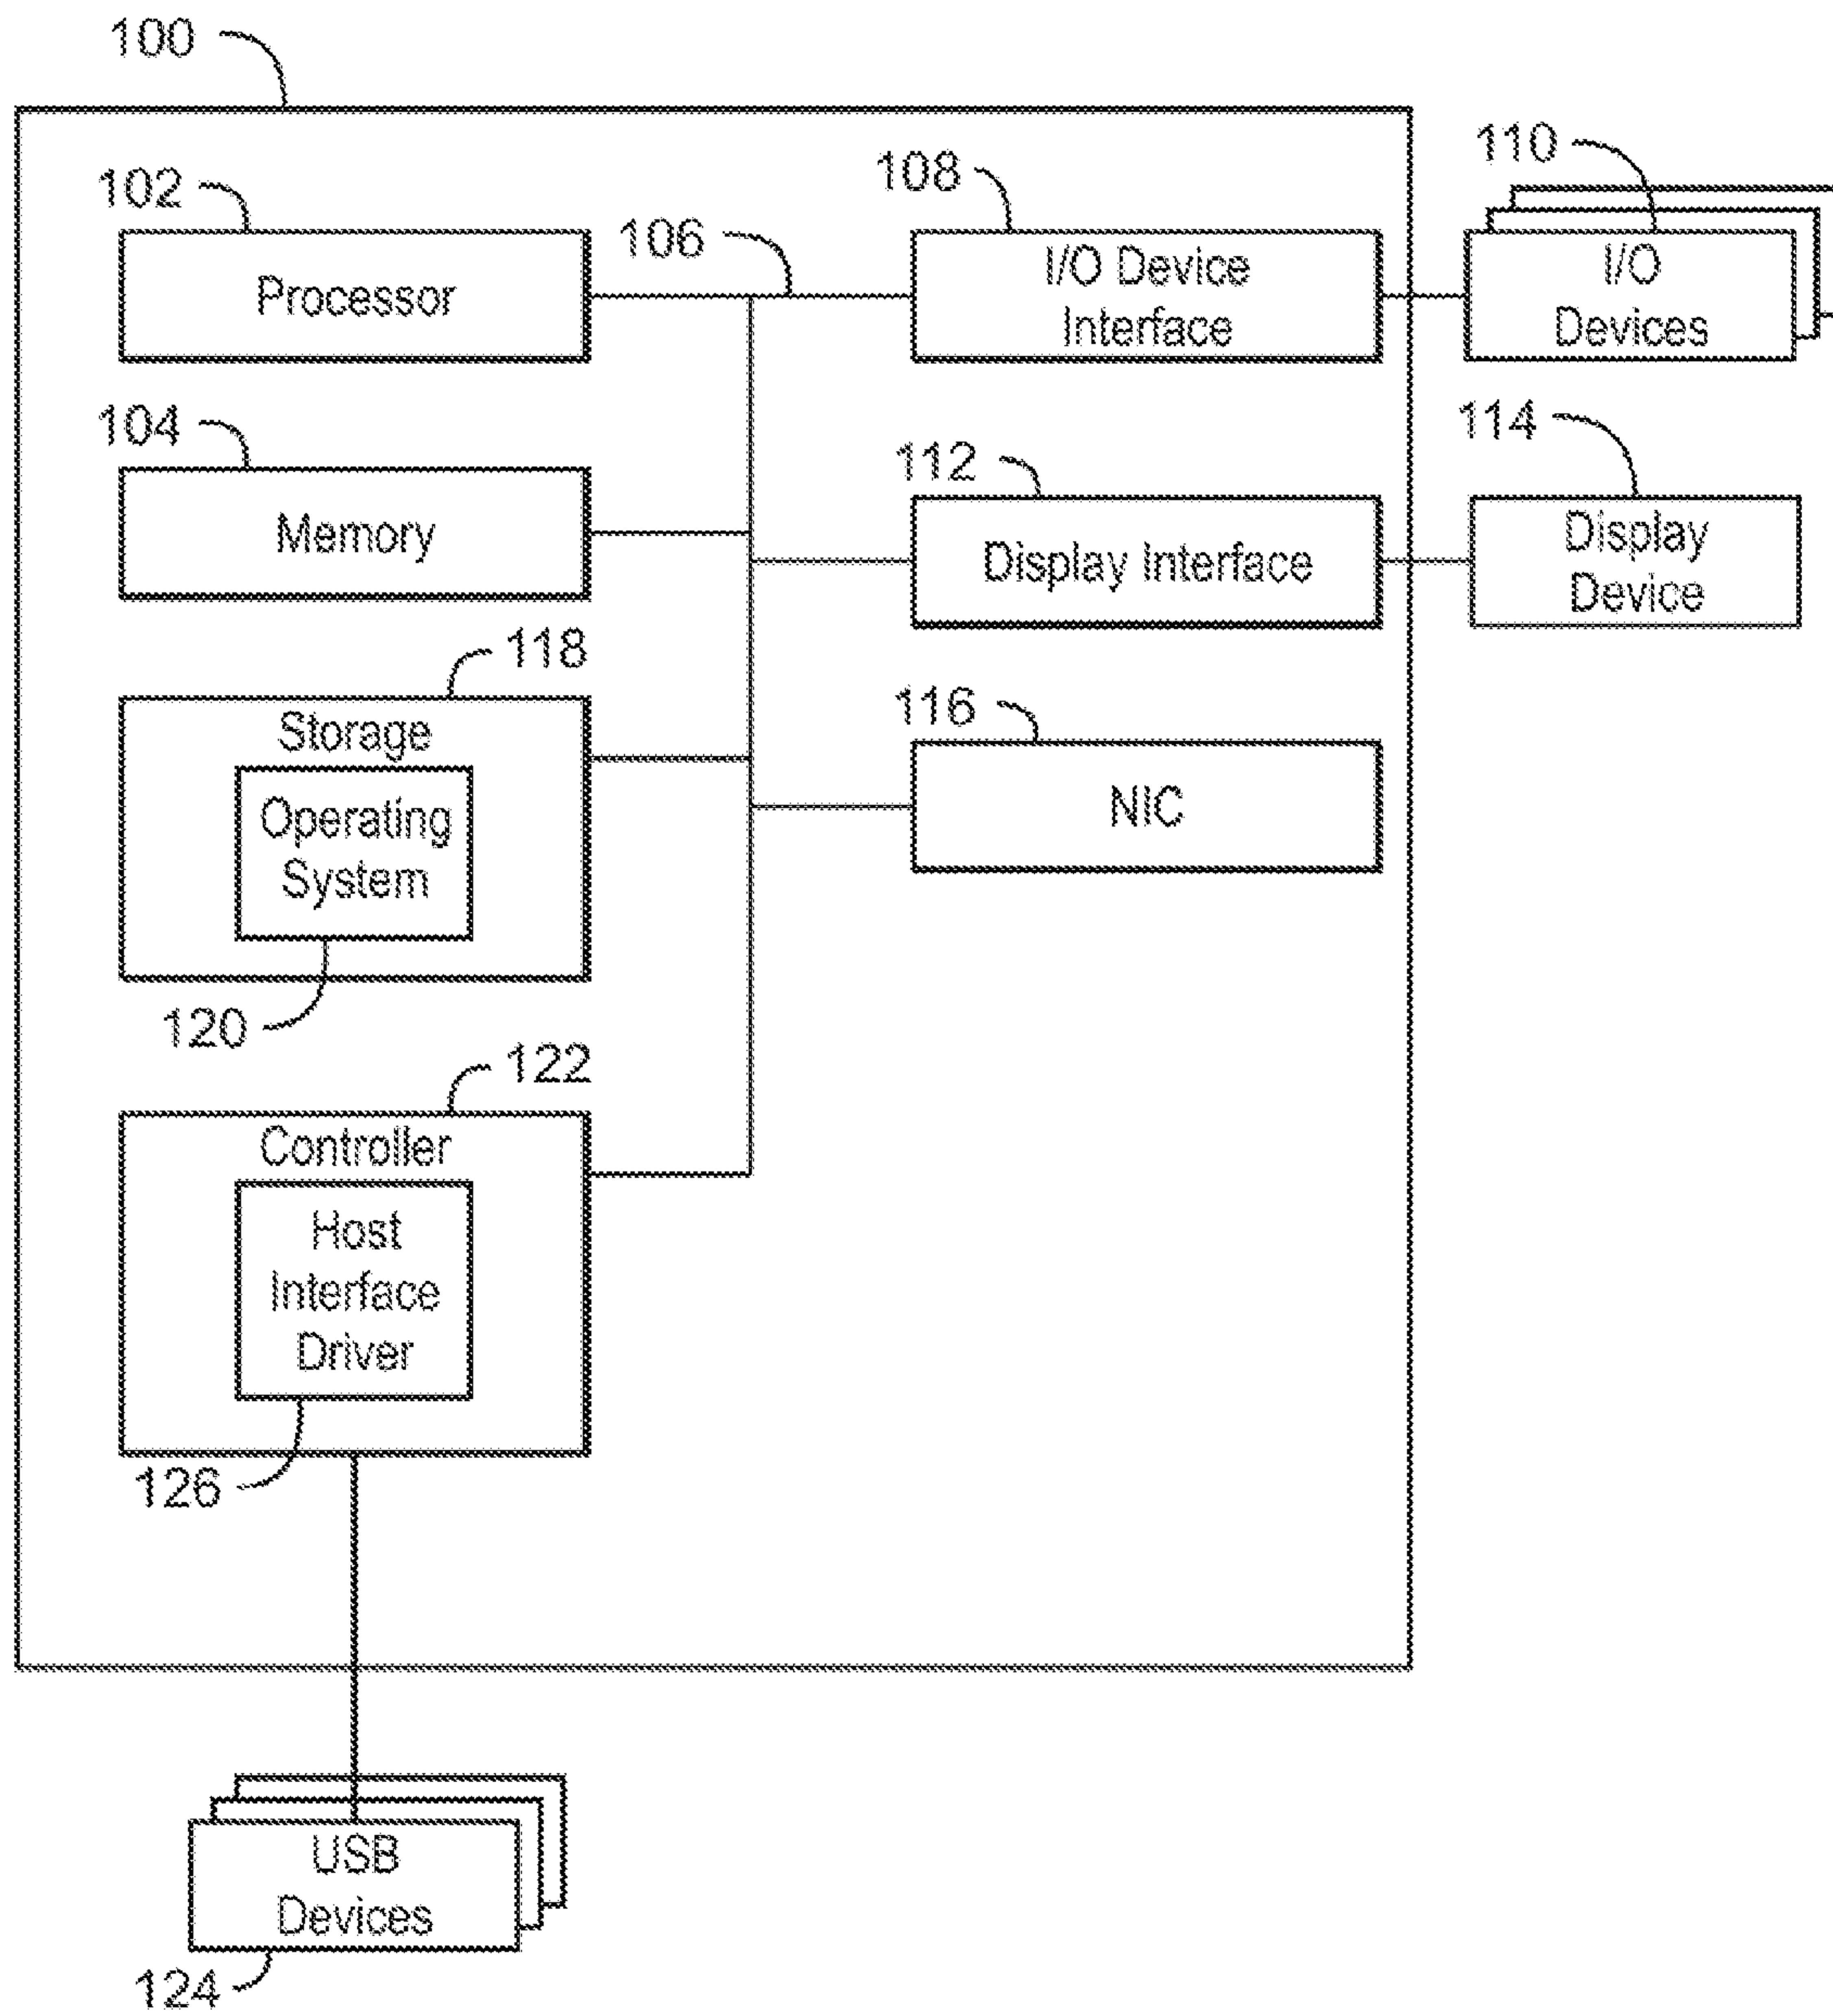 100
102
Processor
106
108
I/O Device
Interface
110
I/O
Devices
104
Memory
112
Display Interface
114
Display
Device
118
Storage
Operating
System
120
116
NIC
122
Controller
Host
Interface
Driver
126
USB
Devices
124